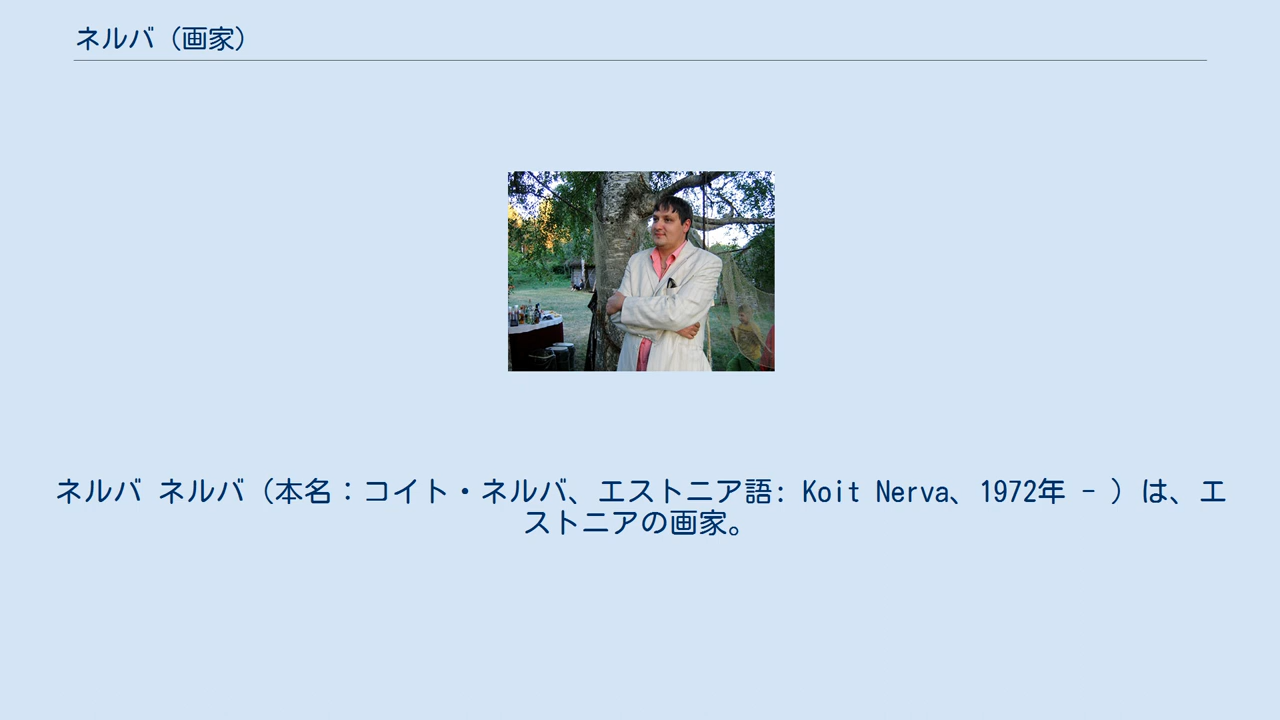 ネルバ（画家）
ネルバ ネルバ（本名：コイト・ネルバ、エストニア語: Koit Nerva、1972年 - ）は、エ
ストニアの画家。